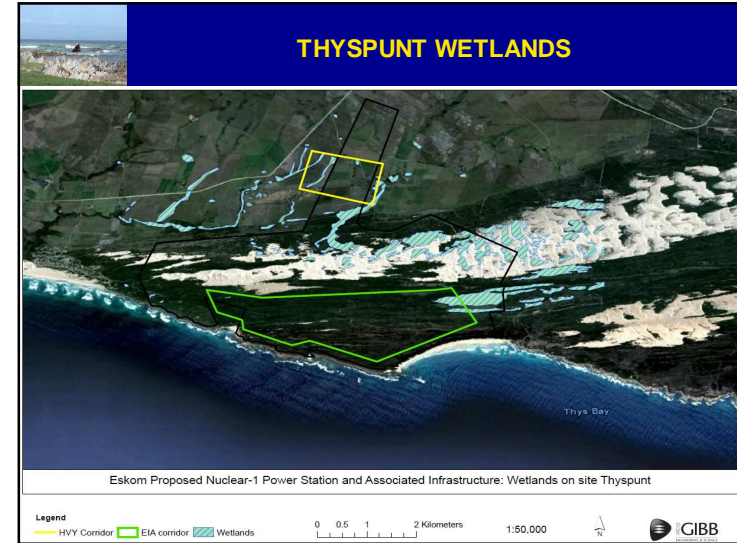 THYSPUNT WETLANDS
Thys Bay
Eskom Proposed Nuclear-1 Power Station and Associated Infrastructure: Wetlands on site Thyspunt
Legend
HVY Corridor EIA corridor Wetlands
0 0.5 1 2 Kilometers
1:50,000
N
GIBB